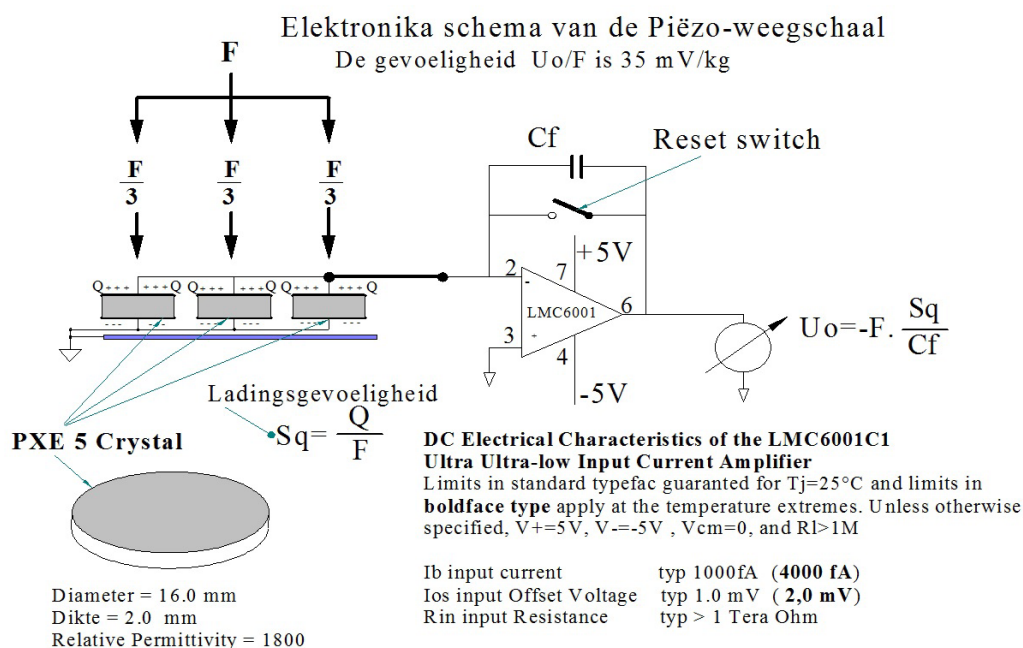 Elektronika schema van de Piëzo-weegschaal
De gevoeligheid Uo/F is 35 mV/kg
F
F F F
3 3 3
Cf
Reset switch
+5V
2 7
-
LMC6001
6
3 +
4
-5V
Q+++ +++Q Q+++ +++Q Q+++ +++Q
--- --- --- --- --- ---
Uo=-F. Sq
Cf
Ladingsgevoeligheid
Sq= Q
F
PXE 5 Crystal
Diameter = 16.0 mm
Dikte = 2.0 mm
Relative Permittivity = 1800
DC Electrical Characteristics of the LMC6001C1
Ultra Ultra-low Input Current Amplifier
Limits in standard typefac guaranted for Tj=25°C and limits in
boldface type apply at the temperature extremes. Unless otherwise
specified, V+=5V, V-=-5V , Vcm=0, and Rl>1M
Ib input current typ 1000fA (4000 fA)
Ios input Offset Voltage typ 1.0 mV ( 2,0 mV)
Rin input Resistance typ > 1 Tera Ohm